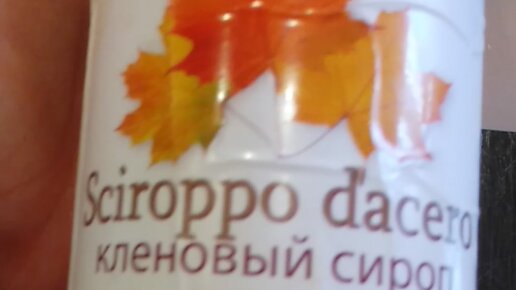 Sciroppo d'acero
кленовый сироп